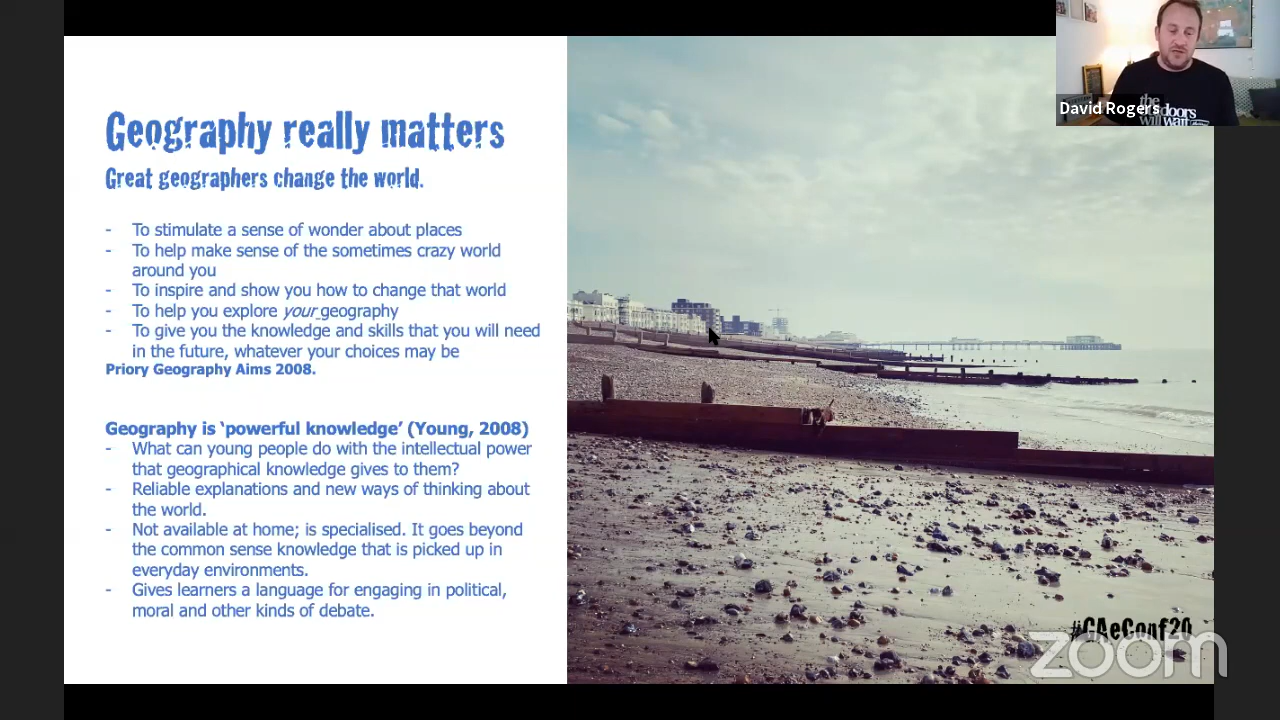 Geography really matters
Great geographers change the world.
- To stimulate a sense of wonder about places
- To help make sense of the sometimes crazy world
around you
- To inspire and show you how to change that world
- To help you explore your geography
- To give you the knowledge and skills that you will need
in the future, whatever your choices may be
Priory Geography Aims 2008.
Geography is ‘powerful knowledge’ (Young, 2008)
- What can young people do with the intellectual power
that geographical knowledge gives to them?
- Reliable explanations and new ways of thinking about
the world.
- Not available at home; is specialised. It goes beyond
the common sense knowledge that is picked up in
everyday environments.
- Gives learners a language for engaging in political,
moral and other kinds of debate.
the
doors
will
David Rogers
#GAeConf20
zoom